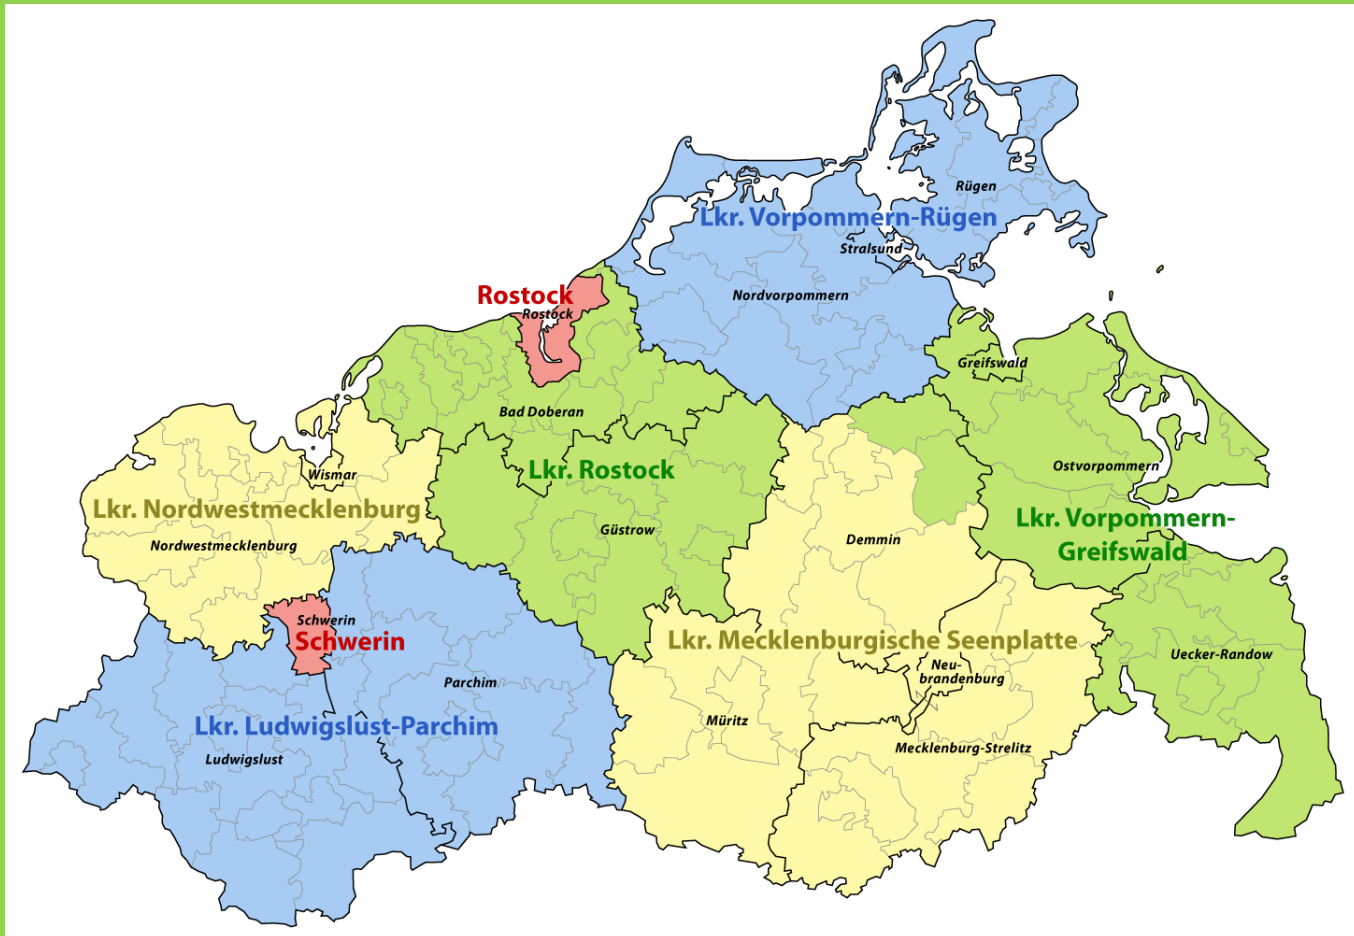 Rügen
Lkr. Vorpommern-Rügen
Stralsund
Nordvorpommern
Rostock
Rostock
Greifswald
Bad Doberan
Ostvorpommern
Lkr. Rostock
Wismar
Lkr. Nordwestmecklenburg
Lkr. Vorpommern-
Greifswald
Güstrow
Demmin
Nordwestmecklenburg
Schwerin
Schwerin
Lkr. Mecklenburgische Seenplatte
Uecker-Randow
Neu-
brandenburg
Parchim
Müritz
Lkr. Ludwigslust-Parchim
Mecklenburg-Strelitz
Ludwigslust